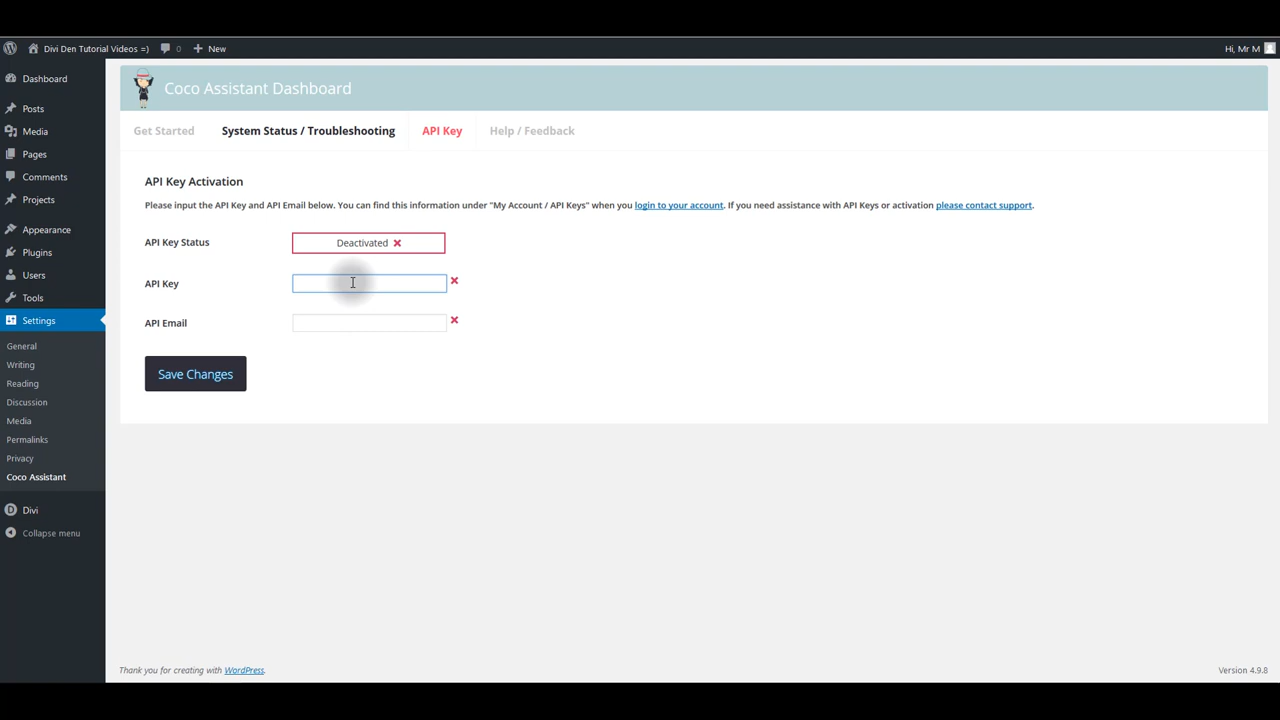 Divi Den Tutorial Videos =) 0 New Hi, Mr M
Dashboard
Posts
Media
Pages
Comments
Projects
Appearance
Plugins
Users
Tools
Settings
General
Writing
Reading
Discussion
Media
Permalinks
Privacy
Coco Assistant
Divi
Collapse menu
Coco Assistant Dashboard
Get Started System Status / Troubleshooting API Key Help / Feedback
API Key Activation
Please input the API Key and API Email below. You can find this information under "My Account / API Keys" when you login to your account. If you need assistance with API Keys or activation please contact support.
API Key Status Deactivated
API Key
API Email
Save Changes
Thank you for creating with WordPress. Version 4.9.8